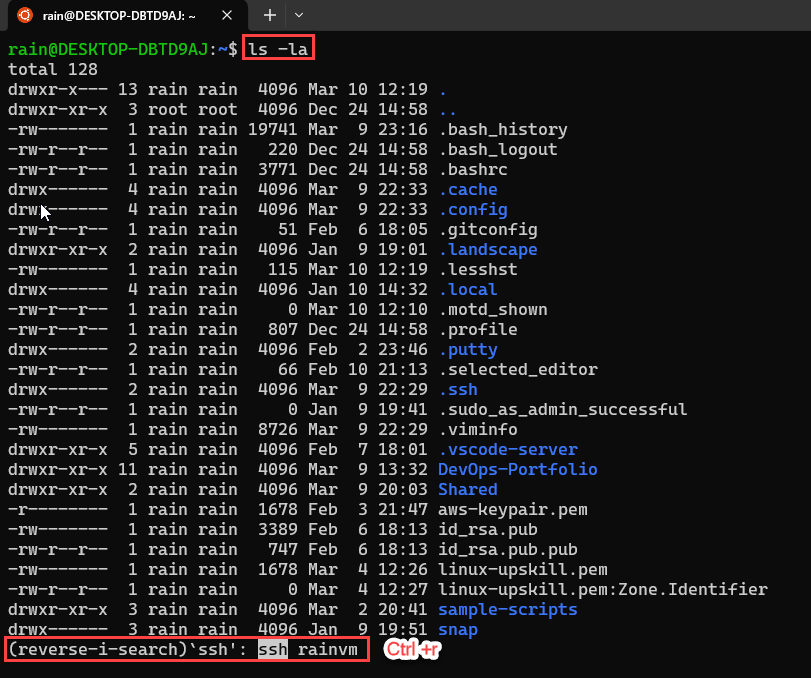 rain@DESKTOP-DBTD9AJ: ~
rain@DESKTOP-DBTD9AJ:~$ ls -la
total 128
drwxr-x--- 13 rain rain  4096 Mar 10 12:19 .
drwxr-xr-x  3 root root  4096 Dec 24 14:58 ..
-rw-------  1 rain rain 19741 Mar  9 23:16 .bash_history
-rw-r--r--  1 rain rain   220 Dec 24 14:58 .bash_logout
-rw-r--r--  1 rain rain  3771 Dec 24 14:58 .bashrc
drwx------  4 rain rain  4096 Mar  9 22:33 .cache
drwx------  4 rain rain  4096 Mar  9 22:33 .config
-rw-r--r--  1 rain rain    51 Feb  6 18:05 .gitconfig
drwxr-xr-x  2 rain rain  4096 Jan  9 19:01 .landscape
-rw-------  1 rain rain   115 Mar 10 12:19 .lesshst
drwx------  4 rain rain  4096 Jan 10 14:32 .local
-rw-r--r--  1 rain rain     0 Mar 10 12:10 .motd_shown
-rw-r--r--  1 rain rain   807 Dec 24 14:58 .profile
drwx------  2 rain rain  4096 Feb  2 23:46 .putty
-rw-r--r--  1 rain rain    66 Feb 10 21:13 .selected_editor
drwx------  2 rain rain  4096 Mar  9 22:29 .ssh
-rw-r--r--  1 rain rain     0 Jan  9 19:41 .sudo_as_admin_successful
-rw-------  1 rain rain  8726 Mar  9 22:29 .viminfo
drwxr-xr-x  5 rain rain  4096 Feb  7 18:01 .vscode-server
drwxr-xr-x 11 rain rain  4096 Mar  9 13:32 DevOps-Portfolio
drwxr-xr-x  2 rain rain  4096 Mar  9 20:03 Shared
-r--------  1 rain rain  1678 Feb  3 21:47 aws-keypair.pem
-rw-------  1 rain rain  3389 Feb  6 18:13 id_rsa.pub
-rw-r--r--  1 rain rain   747 Feb  6 18:13 id_rsa.pub.pub
-rw-r--r--  1 rain rain  1678 Mar  4 12:26 linux-upskill.pem
-rw-r--r--  1 rain rain     0 Mar  4 12:27 linux-upskill.pem:Zone.Identifier
drwxr-xr-x  3 rain rain  4096 Mar  2 20:41 sample-scripts
drwx------  3 rain rain  4096 Jan  9 19:51 snap
(reverse-i-search)`ssh': ssh rainvm Ctrl +r